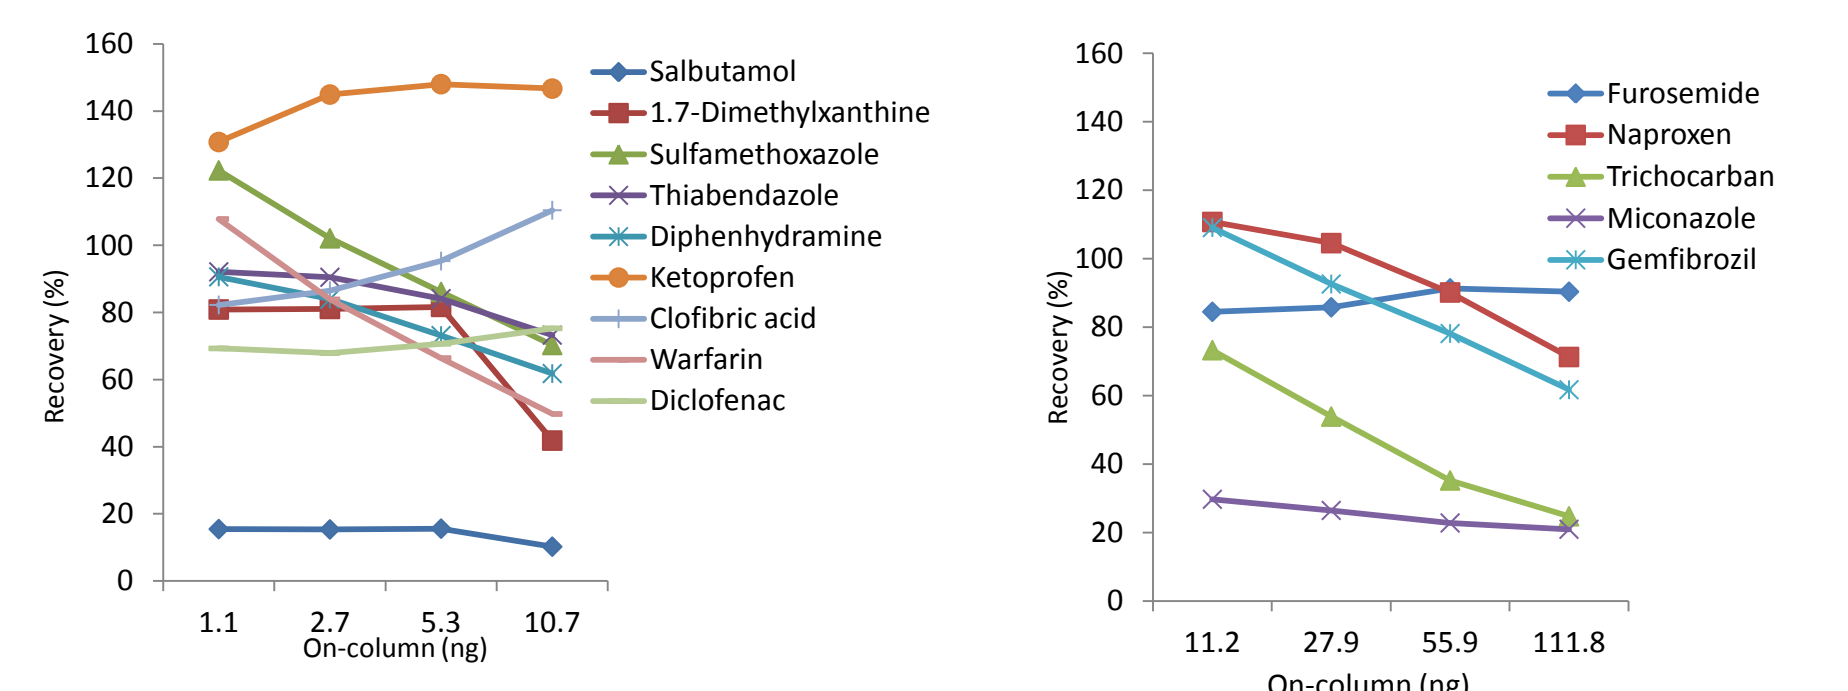 160
140
120
100
80
60
40
20
0
Recovery (%)
1.1 2.7 5.3 10.7
On-column (ng)
Salbutamol
1.7-Dimethylxanthine
Sulfamethoxazole
Thiabendazole
Diphenhydramine
Ketoprofen
Clofibric acid
Warfarin
Diclofenac
160
140
120
100
80
60
40
20
0
Recovery (%)
11.2 27.9 55.9 111.8
On-column (ng)
Furosemide
Naproxen
Trichocarban
Miconazole
Gemfibrozil